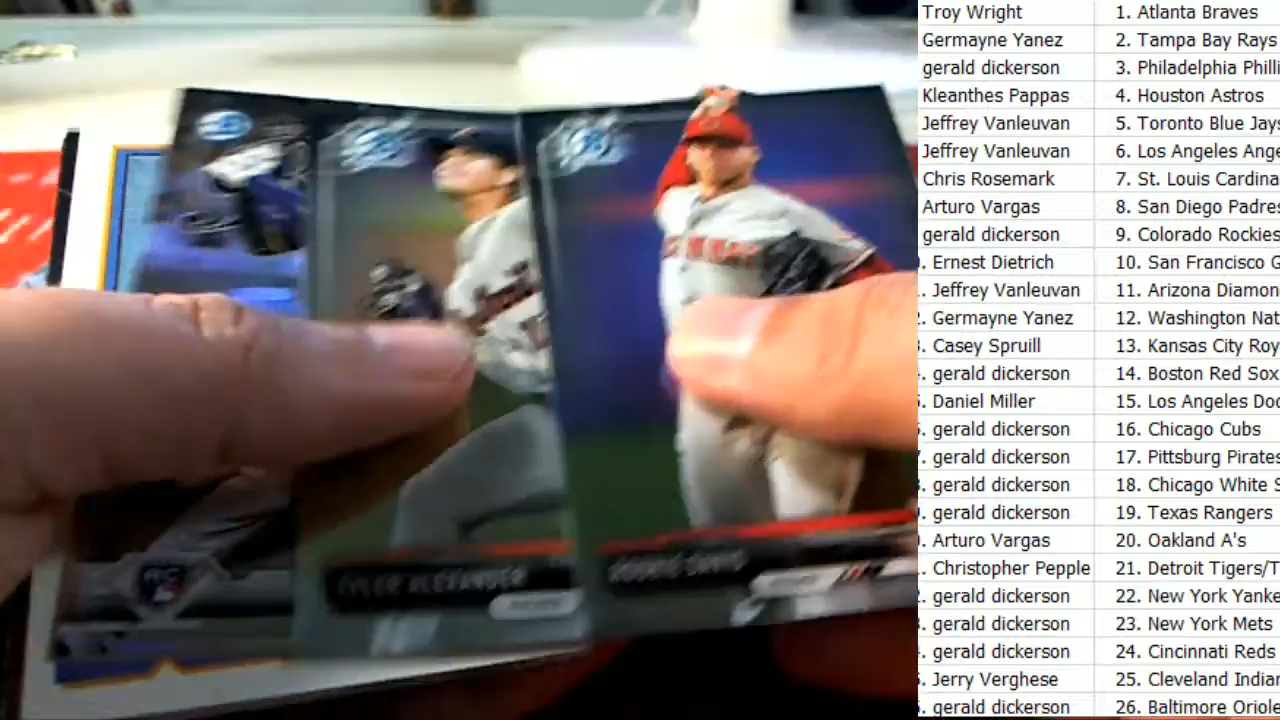 Troy Wright 1. Atlanta Braves
Germayne Yanez 2. Tampa Bay Rays
gerald dickerson 3. Philadelphia Philli
Kleanthes Pappas 4. Houston Astros
Jeffrey Vanleuvan 5. Toronto Blue Jays
Jeffrey Vanleuvan 6. Los Angeles Ange
Chris Rosemark 7. St. Louis Cardina
Arturo Vargas 8. San Diego Padres
gerald dickerson 9. Colorado Rockies
. Ernest Dietrich 10. San Francisco G
. Jeffrey Vanleuvan 11. Arizona Diamon
. Germayne Yanez 12. Washington Nat
. Casey Spruill 13. Kansas City Roy
. gerald dickerson 14. Boston Red Sox
. Daniel Miller 15. Los Angeles Dod
. gerald dickerson 16. Chicago Cubs
. gerald dickerson 17. Pittsburg Pirates
. gerald dickerson 18. Chicago White S
. gerald dickerson 19. Texas Rangers
. Arturo Vargas 20. Oakland A's
. Christopher Pepple 21. Detroit Tigers/T
. gerald dickerson 22. New York Yanke
. gerald dickerson 23. New York Mets
. gerald dickerson 24. Cincinnati Reds
. Jerry Verghese 25. Cleveland Indian
. gerald dickerson 26. Baltimore Oriole
TYLER ALEXANDER
ROOKIE DAVIS
RC